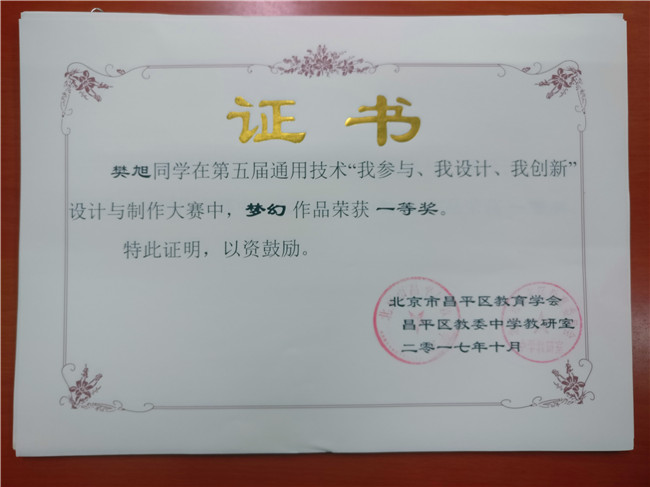 证书
樊旭同学在第五届通用技术“我参与、我设计、我创新”
设计与制作大赛中，梦幻 作品荣获 一等奖。
特此证明，以资鼓励。
北京市昌平区教育学会
昌平区教委中学教研室
二零一七年十月